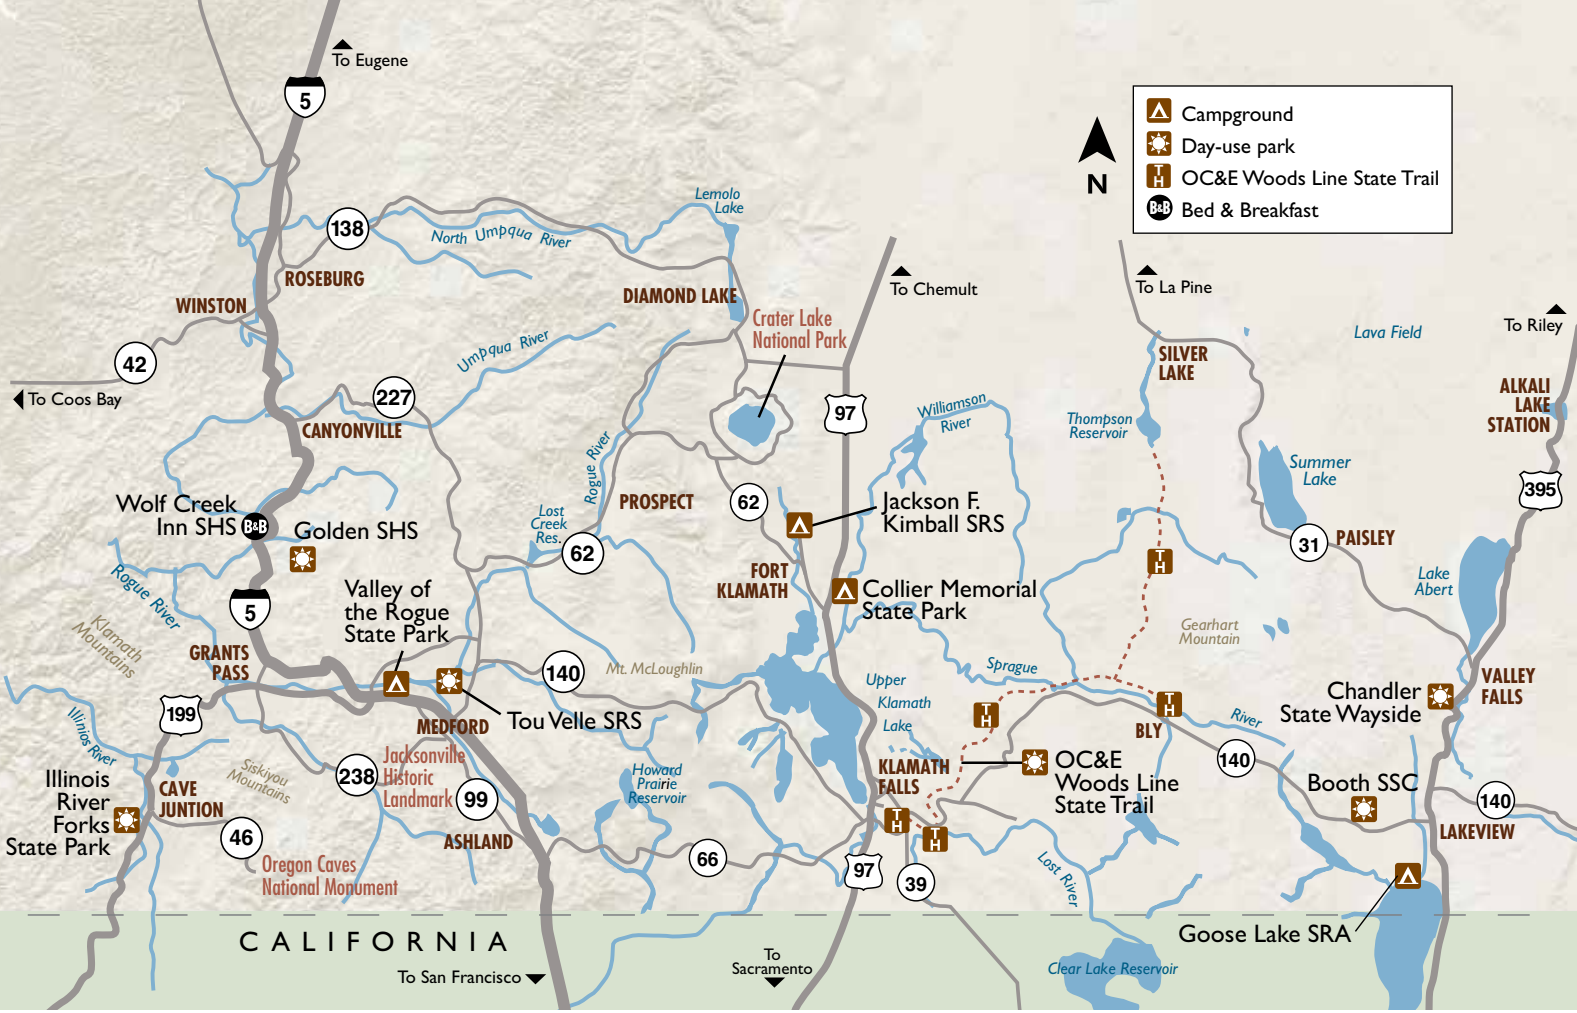 To Eugene
5
Campground
Day-use park
OC&E Woods Line State Trail
B&B Bed & Breakfast
TH
N
Lemolo
Lake
138
North Umpqua River
ROSEBURG
WINSTON
DIAMOND LAKE
To Chemult
To La Pine
To Riley
Crater Lake
National Park
Lava Field
42
Umpqua River
SILVER
LAKE
To Coos Bay
227
97
Williamson
River
Thompson
Reservoir
ALKALI
LAKE
STATION
CANYONVILLE
Rogue River
Summer
Lake
395
Wolf Creek
Inn SHS
B&B
Golden SHS
Lost
Creek
Res.
PROSPECT
62
62
Jackson F.
Kimball SRS
31
PAISLEY
TH
Rogue River
FORT
KLAMATH
Lake
Abert
Valley of
the Rogue
State Park
5
Collier Memorial
State Park
Klamath
Mountains
Gearhart
Mountain
GRANTS
PASS
140
Mt. McLoughlin
Sprague
River
Upper
Klamath
Lake
VALLEY
FALLS
Chandler
State Wayside
199
Illinios River
MEDFORD
Tou Velle SRS
TH
TH
BLY
Siskiyou
Mountains
238
Jacksonville
Historic
Landmark
99
Howard
Prairie
Reservoir
KLAMATH
FALLS
OC&E
Woods Line
State Trail
140
Booth SSC
140
Illinois
River
Forks
State Park
CAVE
JUNTION
LAKEVIEW
46
ASHLAND
TH
TH
Oregon Caves
National Monument
66
97
39
Lost River
Goose Lake SRA
CALIFORNIA
To San Francisco
To
Sacramento
Clear Lake Reservoir